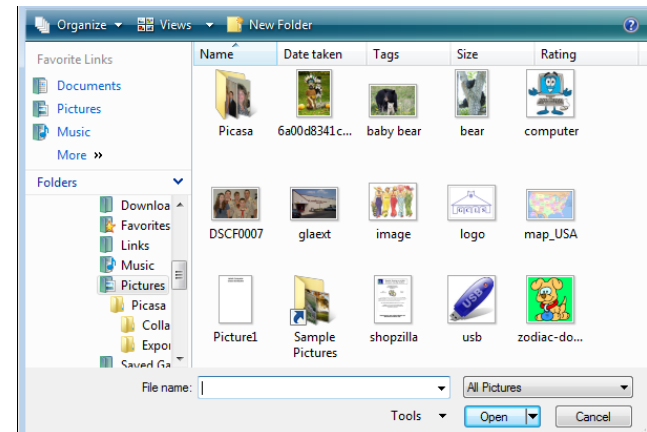 Organize Views New Folder
Favorite Links
Documents
Pictures
Music
More »
Folders
Downloa
Favorites
Links
Music
Pictures
Picasa
Colla
Expor
Saved Ga
Name Date taken Tags Size Rating
Picasa 6a00d8341c... baby bear bear computer
DSCF0007 glaext image logo map_USA
Picture1 Sample Pictures shopzilla usb zodiac-do...
USB
File name: All Pictures
Tools Open Cancel